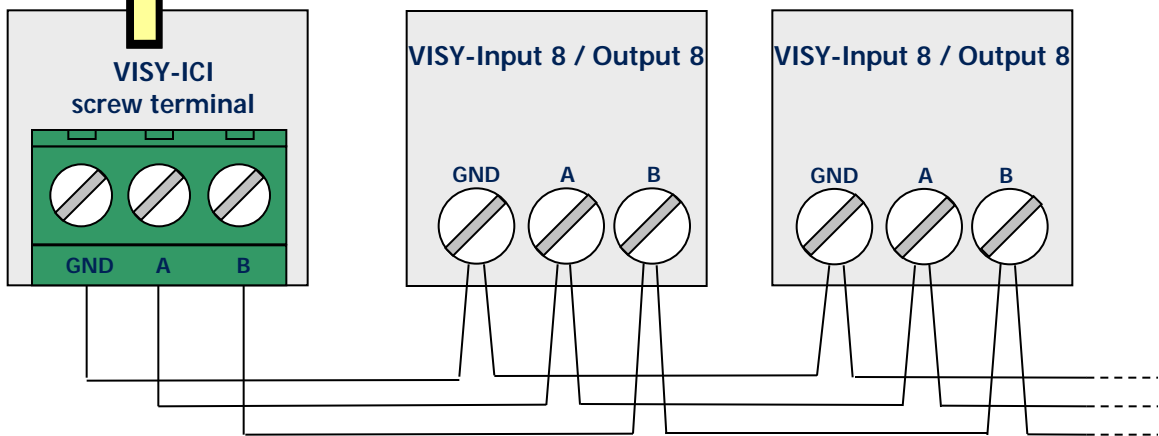 VISY-ICI
screw terminal
GND A B
VISY-Input 8 / Output 8
GND A B
VISY-Input 8 / Output 8
GND A B